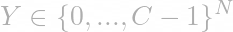 Y ∈ {0, ..., C − 1}^N